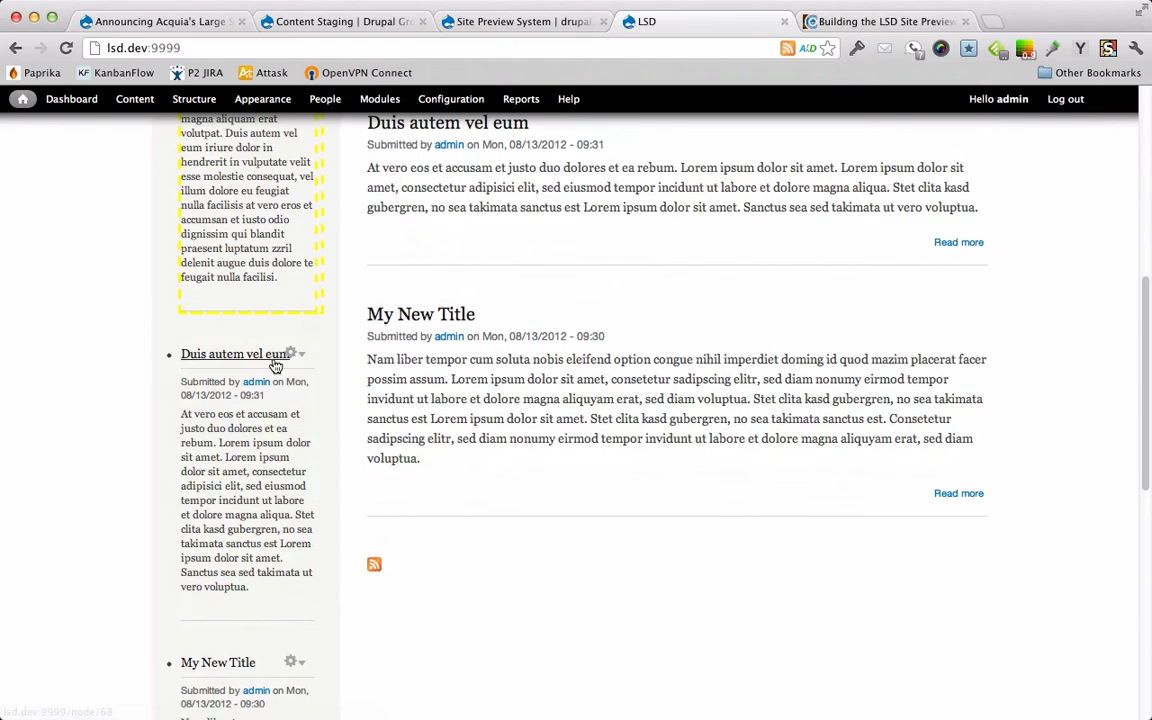 Announcing Acquia's Large S
Content Staging | Drupal Gro
Site Preview System | drupal.
LSD
Building the LSD Site Preview
lsd.dev:9999
Paprika
KF KanbanFlow
P2 JIRA
At Attask
OpenVPN Connect
Other Bookmarks
Dashboard Content Structure Appearance People Modules Configuration Reports Help
Hello admin Log out
magna aliquam erat
volutpat. Duis autem vel
eum iriure dolor in
hendrerit in vulputate velit
esse molestie consequat, vel
illum dolore eu feugiat
nulla facilisis at vero eros et
accumsan et iusto odio
dignissim qui blandit
praesent luptatum zzril
delenit augue duis dolore te
feugait nulla facilisi.
Duis autem vel eum
Submitted by admin on Mon,
08/13/2012 - 09:31
At vero eos et accusam et
justo duo dolores et ea
rebum. Lorem ipsum dolor
sit amet. Lorem ipsum
dolor sit amet, consectetur
adipisici elit, sed eiusmod
tempor incidunt ut labore
et dolore magna aliqua. Stet
clita kasd gubergren, no sea
takimata sanctus est Lorem
ipsum dolor sit amet.
Sanctus sea sed takimata ut
vero voluptua.
My New Title
Submitted by admin on Mon,
08/13/2012 - 09:30
Duis autem vel eum
Submitted by admin on Mon, 08/13/2012 - 09:31
At vero eos et accusam et justo duo dolores et ea rebum. Lorem ipsum dolor sit amet. Lorem ipsum dolor sit
amet, consectetur adipisici elit, sed eiusmod tempor incidunt ut labore et dolore magna aliqua. Stet clita kasd
gubergren, no sea takimata sanctus est Lorem ipsum dolor sit amet. Sanctus sea sed takimata ut vero voluptua.
Read more
My New Title
Submitted by admin on Mon, 08/13/2012 - 09:30
Nam liber tempor cum soluta nobis eleifend option congue nihil imperdiet doming id quod mazim placerat facer
possim assum. Lorem ipsum dolor sit amet, consetetur sadipscing elitr, sed diam nonumy eirmod tempor
invidunt ut labore et dolore magna aliquyam erat, sed diam voluptua. Stet clita kasd gubergren, no sea takimata
sanctus est Lorem ipsum dolor sit amet. Stet clita kasd gubergren, no sea takimata sanctus est. Consetetur
sadipscing elitr, sed diam nonumy eirmod tempor invidunt ut labore et dolore magna aliquyam erat, sed diam
voluptua.
Read more
lsd.dev:9999/node/68